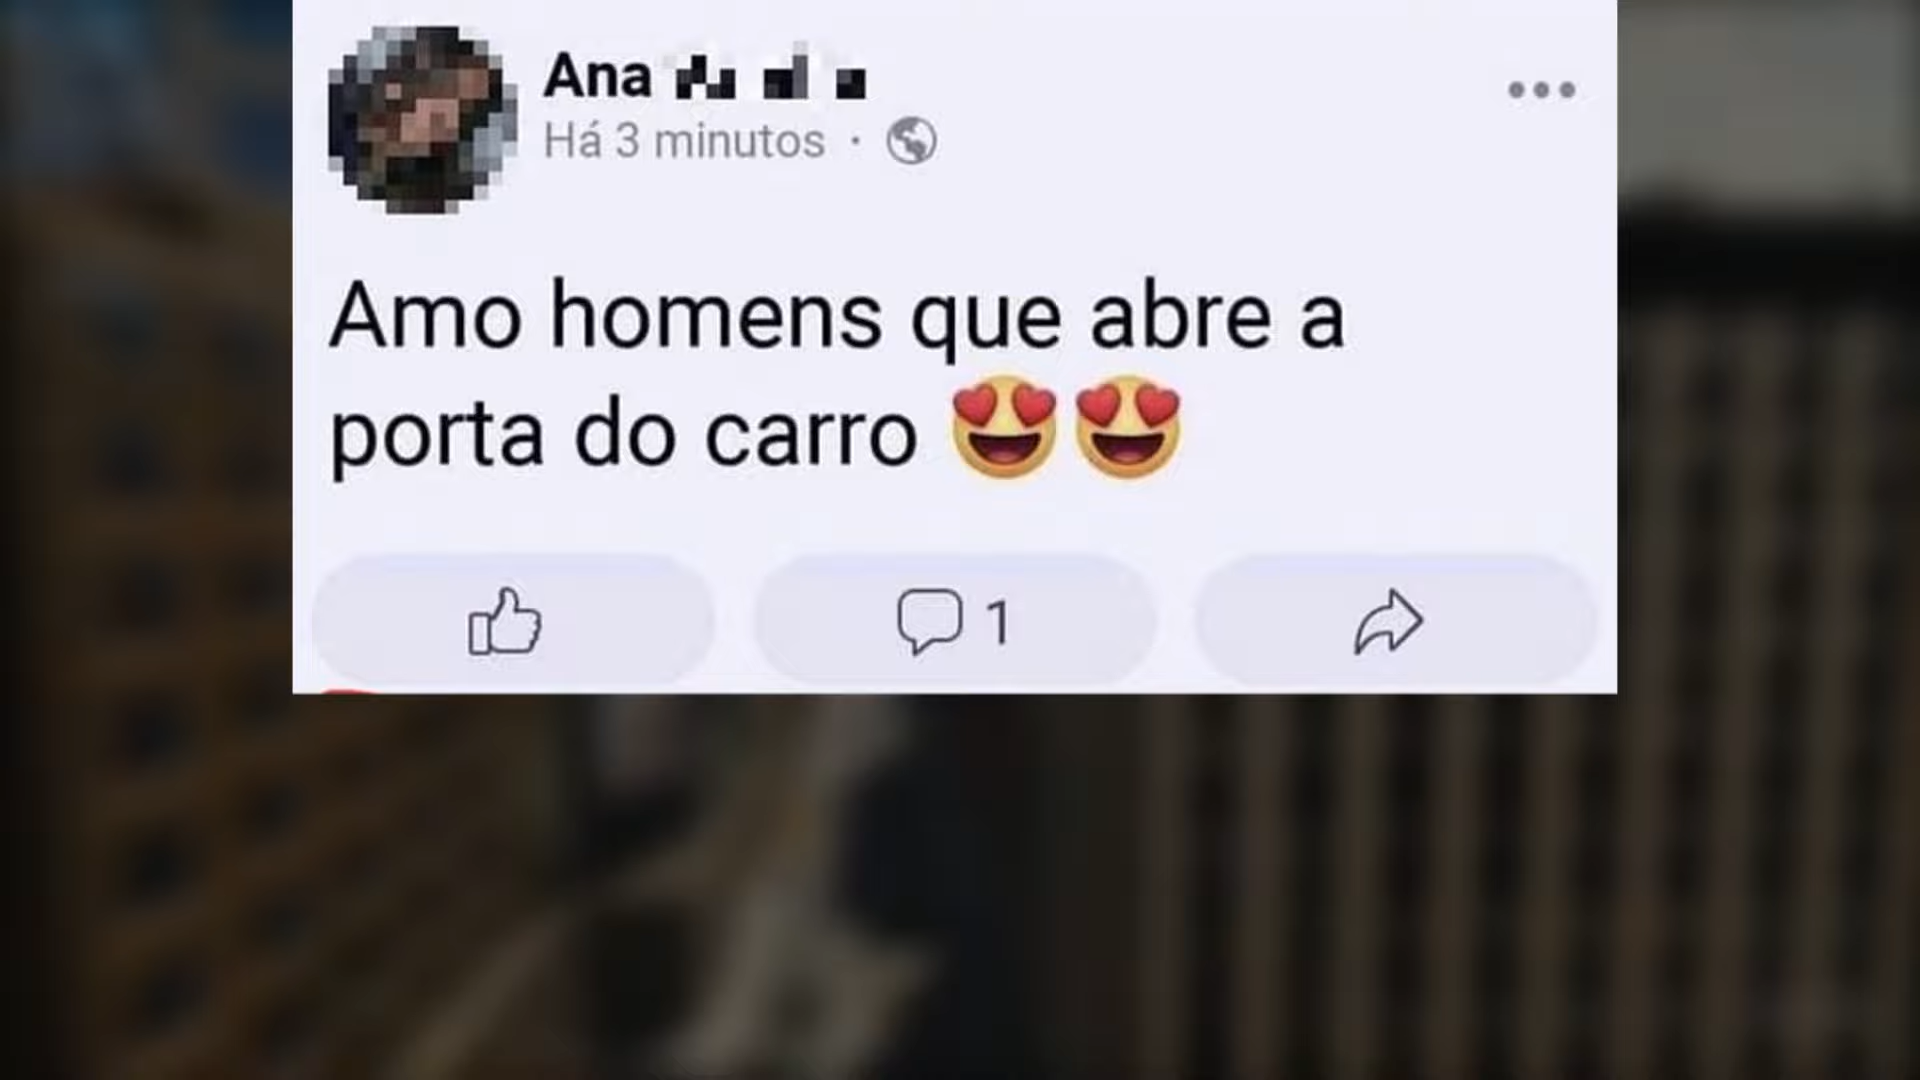 Ana
Há 3 minutos ·
Amo homens que abre a
porta do carro 😍😍
1